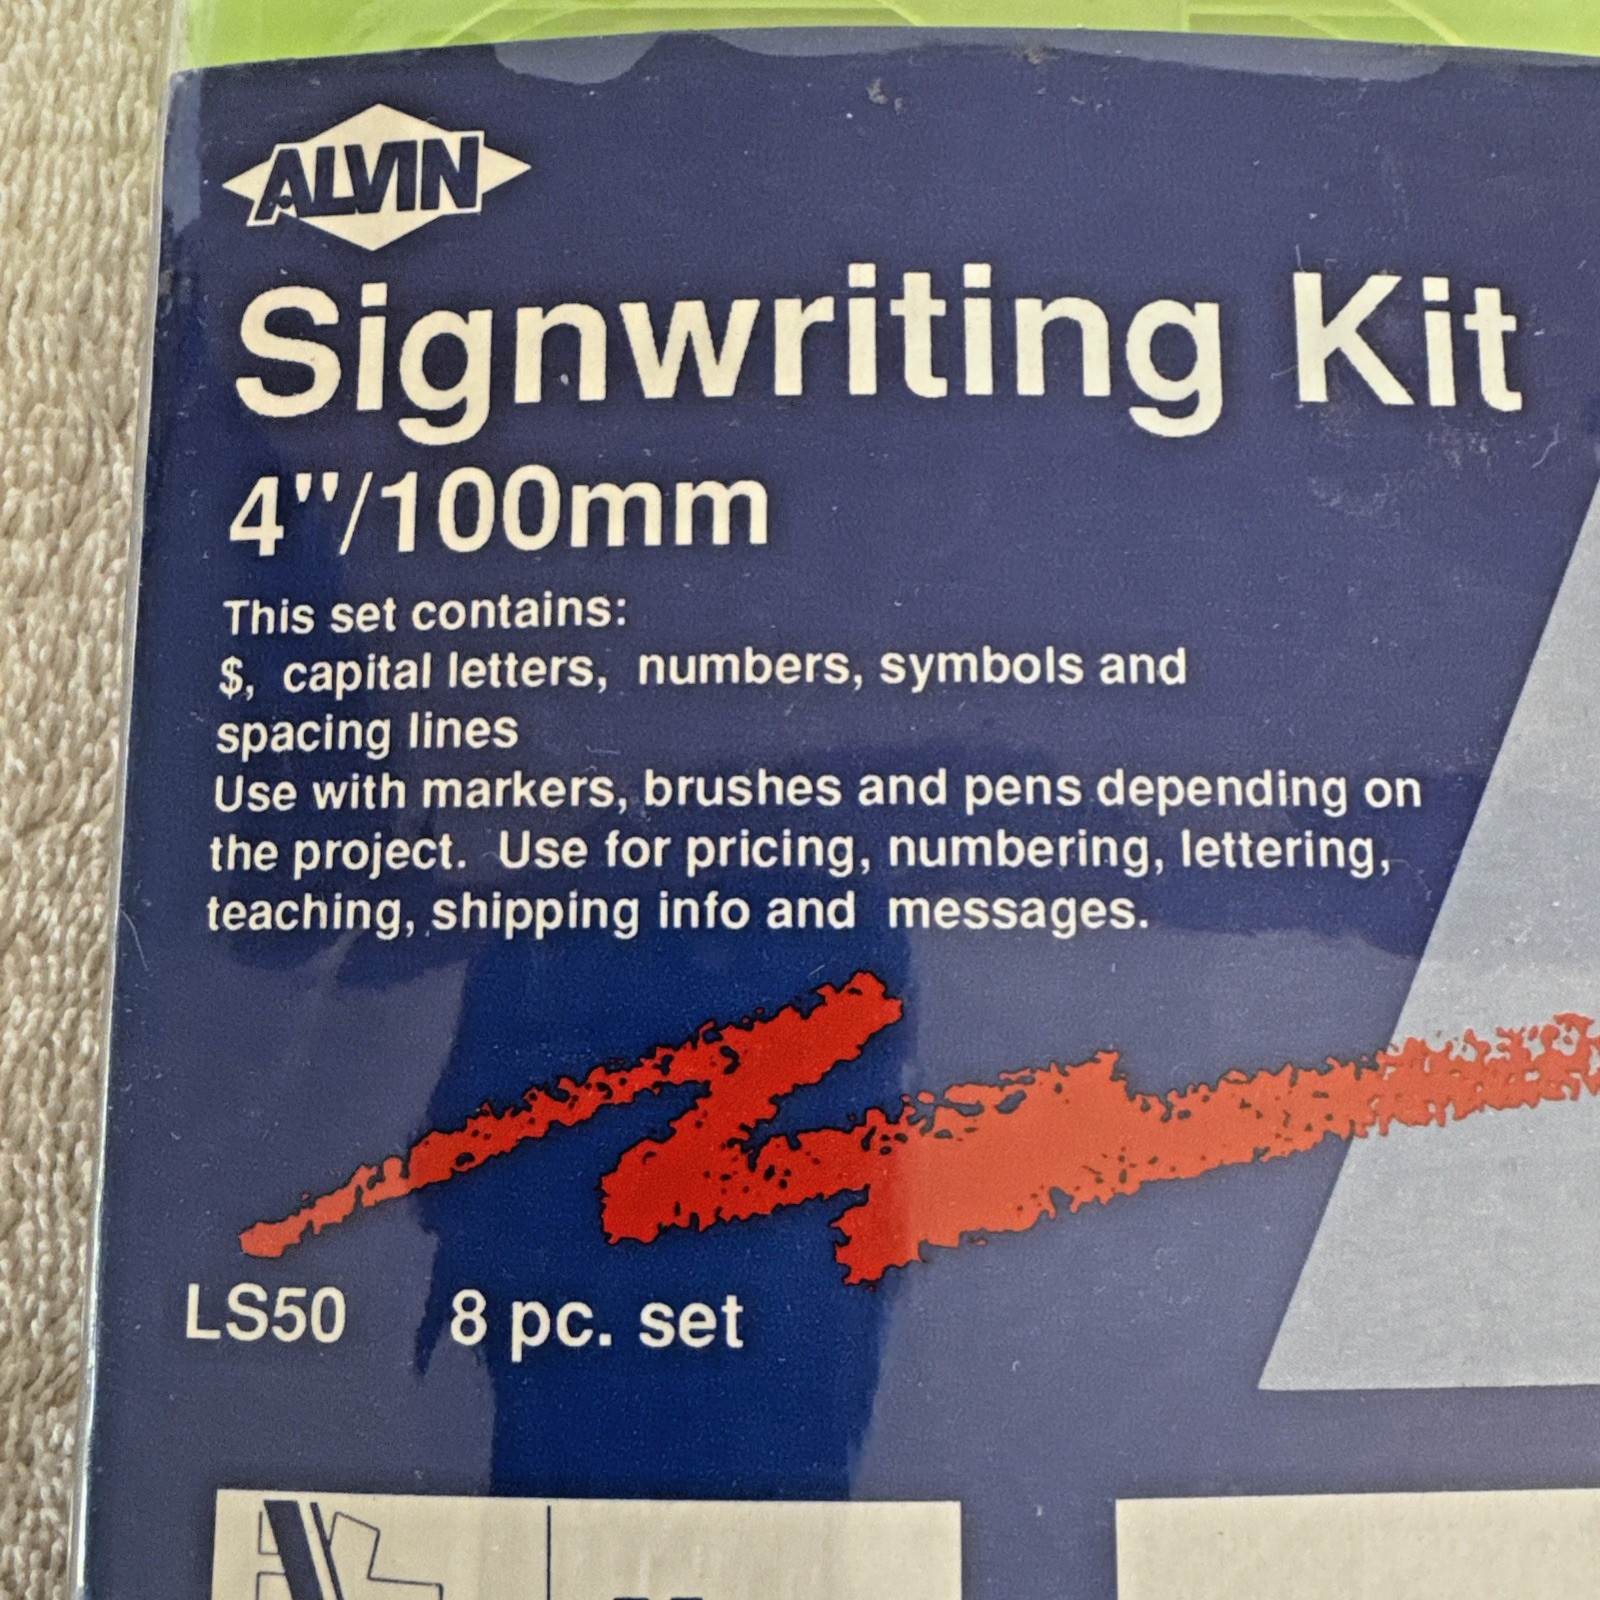 ALVIN
Signwriting Kit
4"/100mm
This set contains:
$, capital letters, numbers, symbols and
spacing lines
Use with markers, brushes and pens depending on
the project. Use for pricing, numbering, lettering,
teaching, shipping info and messages.
LS50 8 pc. set